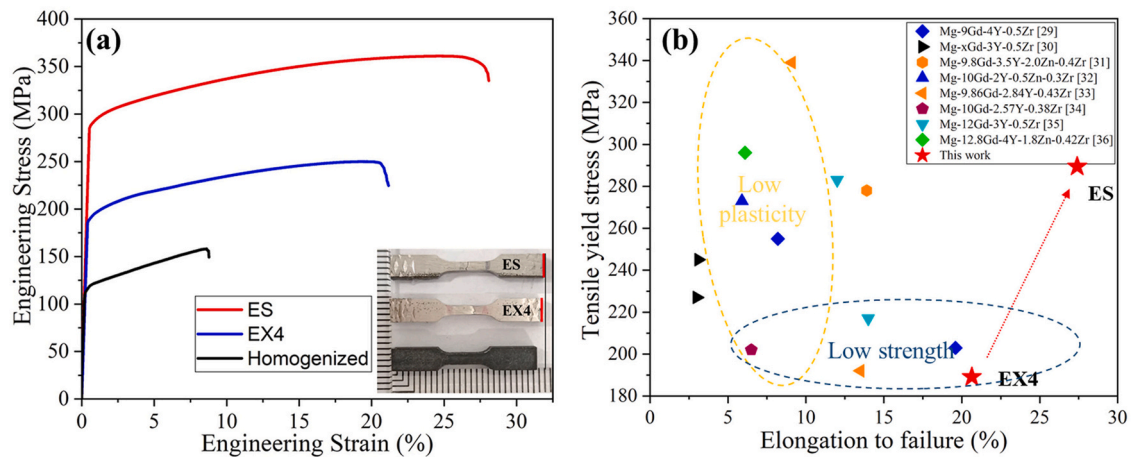 (a)
400
350
300
250
200
150
100
50
0
Engineering Stress (MPa)
0 5 10 15 20 25 30
Engineering Strain (%)
ES
EX4
Homogenized
ES
EX4
(b)
360
340
320
300
280
260
240
220
200
180
Tensile yield stress (MPa)
0 5 10 15 20 25 30
Elongation to failure (%)
Mg-9Gd-4Y-0.5Zr [29]
Mg-xGd-3Y-0.5Zr [30]
Mg-9.8Gd-3.5Y-2.0Zn-0.4Zr [31]
Mg-10Gd-2Y-0.5Zn-0.3Zr [32]
Mg-9.86Gd-2.84Y-0.43Zr [33]
Mg-10Gd-2.57Y-0.38Zr [34]
Mg-12Gd-3Y-0.5Zr [35]
Mg-12.8Gd-4Y-1.8Zn-0.42Zr [36]
This work
Low
plasticity
ES
Low strength
EX4